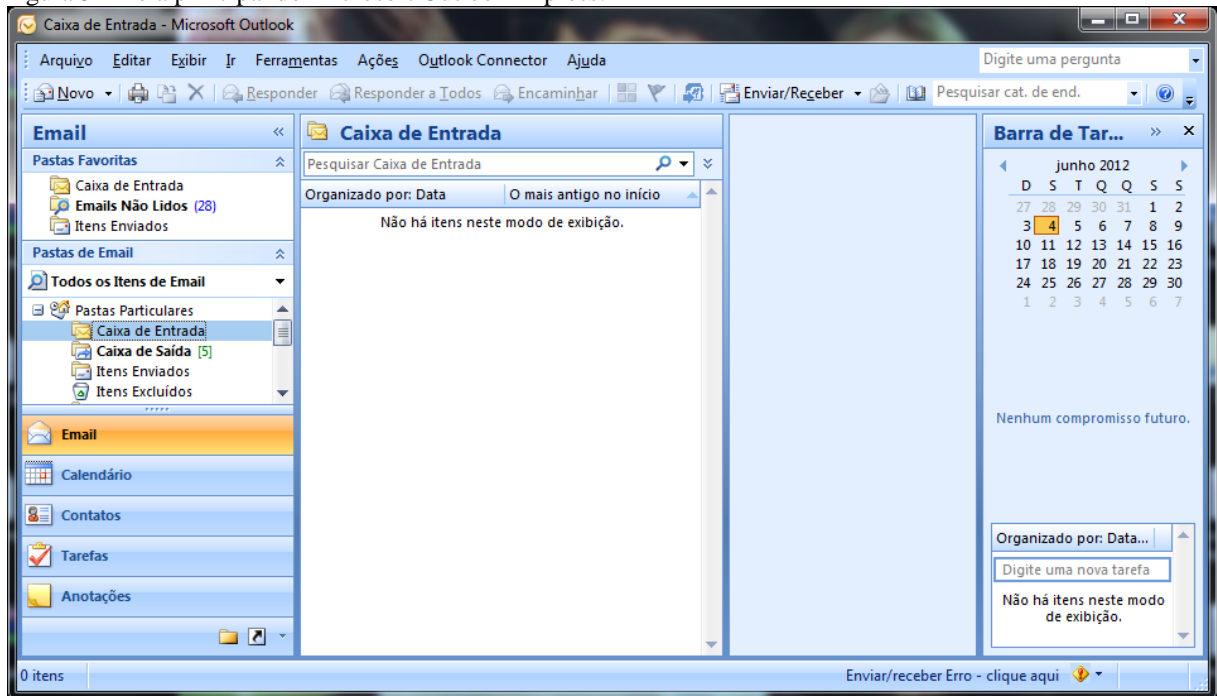 Caixa de Entrada - Microsoft Outlook
Arquivo Editar Exibir Ir Ferramentas Ações Outlook Connector Ajuda
Digite uma pergunta
Novo Responder Responder a Todos Encaminhar Enviar/Receber Pesquisar cat. de end.
Email
Pastas Favoritas
Caixa de Entrada
Emails Não Lidos (28)
Itens Enviados
Pastas de Email
Todos os Itens de Email
Pastas Particulares
Caixa de Entrada
Caixa de Saída [5]
Itens Enviados
Itens Excluídos
Email
Calendário
Contatos
Tarefas
Anotações
Caixa de Entrada
Pesquisar Caixa de Entrada
Organizado por: Data O mais antigo no início
Não há itens neste modo de exibição.
Barra de Tar...
junho 2012
D S T Q Q S S
27 28 29 30 31 1 2
3 4 5 6 7 8 9
10 11 12 13 14 15 16
17 18 19 20 21 22 23
24 25 26 27 28 29 30
1 2 3 4 5 6 7
Nenhum compromisso futuro.
Organizado por: Data...
Digite uma nova tarefa
Não há itens neste modo
de exibição.
0 itens
Enviar/receber Erro - clique aqui